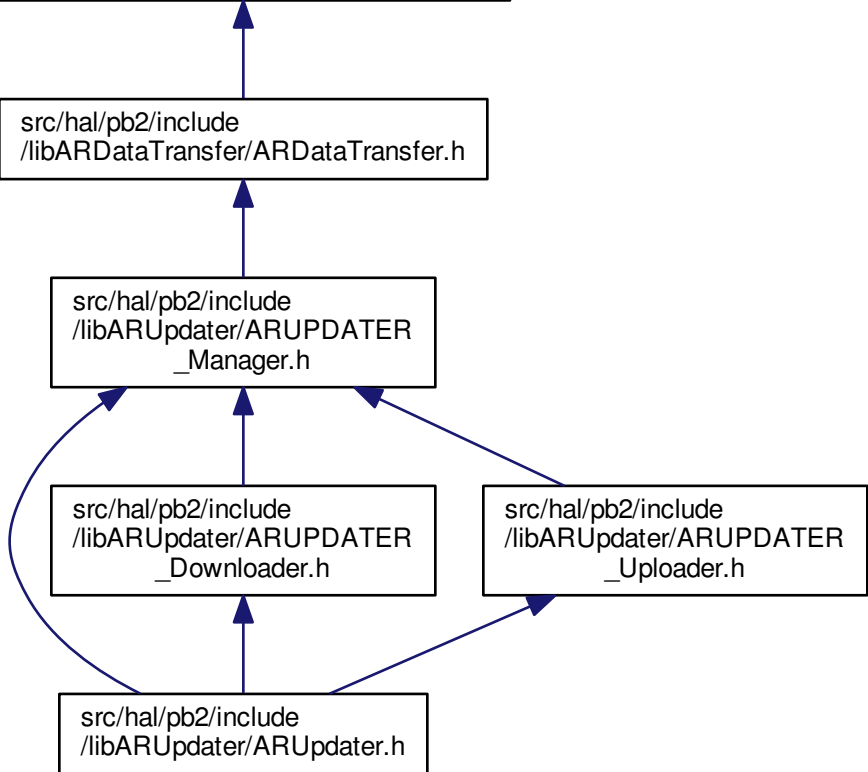 src/hal/pb2/include
/libARDataTransfer/ARDataTransfer.h
src/hal/pb2/include
/libARUpdater/ARUPDATER
_Manager.h
src/hal/pb2/include
/libARUpdater/ARUPDATER
_Downloader.h
src/hal/pb2/include
/libARUpdater/ARUPDATER
_Uploader.h
src/hal/pb2/include
/libARUpdater/ARUpdater.h